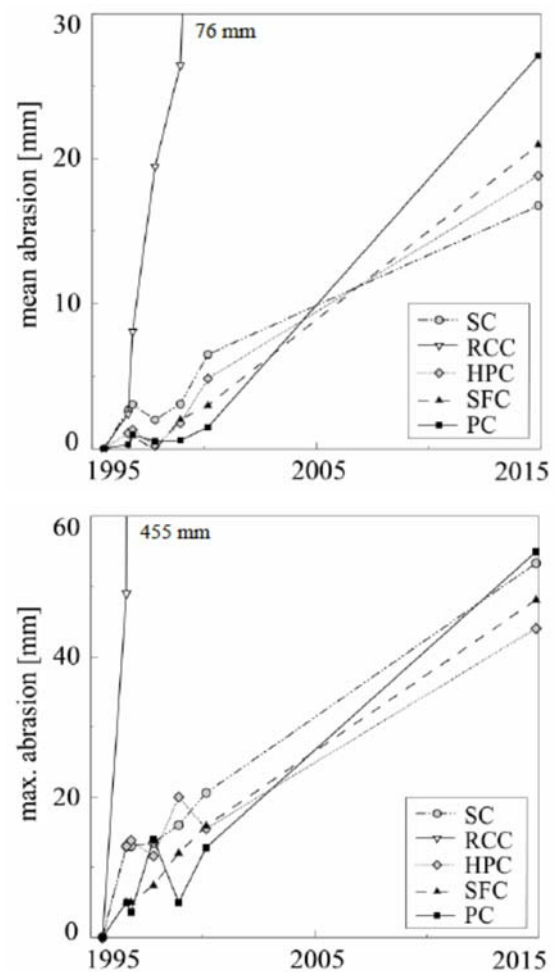 30
76 mm
20
mean abrasion [mm]
10
SC
RCC
HPC
SFC
PC
0
1995
2005
2015
60
455 mm
40
max. abrasion [mm]
20
SC
RCC
HPC
SFC
PC
0
1995
2005
2015